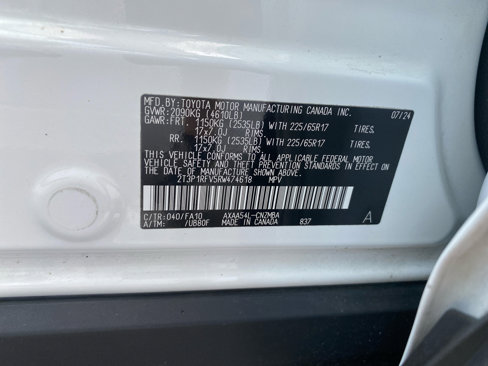 MFD.BY:TOYOTA MOTOR MANUFACTURING CANADA INC. 07/24
GVWR:2090KG (4610LB)
GAWR:FRT. 1150KG (2535LB) WITH 225/65R17 TIRES,
17x7.0J RIMS.
RR. 1150KG (2535LB) WITH 225/65R17 TIRES,
17x7.0J RIMS.
THIS VEHICLE CONFORMS TO ALL APPLICABLE FEDERAL MOTOR
VEHICLE SAFETY AND THEFT PREVENTION STANDARDS IN EFFECT ON
THE DATE OF MANUFACTURE SHOWN ABOVE.
2T3P1RFV5RW474618 MPV
C/TR:040/FA10 AXAA54L-CNZMBA A
A/TM: /UB80F MADE IN CANADA 837